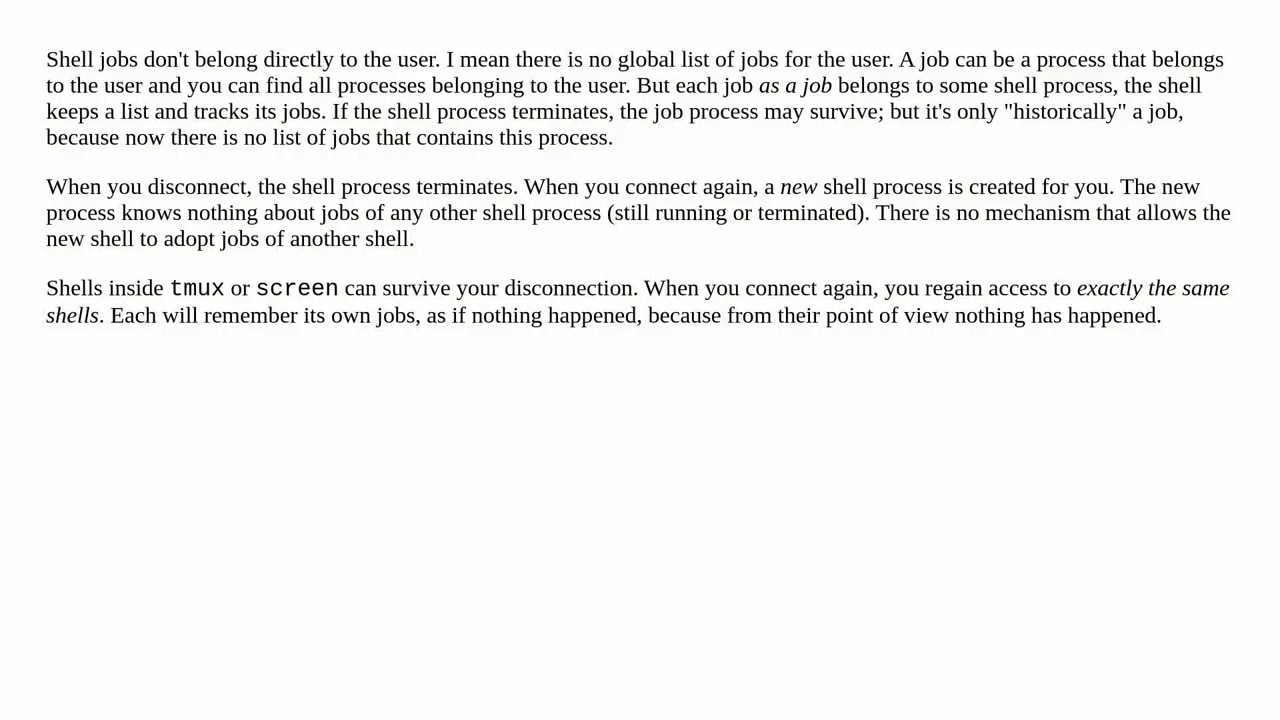 Shell jobs don't belong directly to the user. I mean there is no global list of jobs for the user. A job can be a process that belongs
to the user and you can find all processes belonging to the user. But each job as a job belongs to some shell process, the shell
keeps a list and tracks its jobs. If the shell process terminates, the job process may survive; but it's only "historically" a job,
because now there is no list of jobs that contains this process.
When you disconnect, the shell process terminates. When you connect again, a new shell process is created for you. The new
process knows nothing about jobs of any other shell process (still running or terminated). There is no mechanism that allows the
new shell to adopt jobs of another shell.
Shells inside tmux or screen can survive your disconnection. When you connect again, you regain access to exactly the same
shells. Each will remember its own jobs, as if nothing happened, because from their point of view nothing has happened.